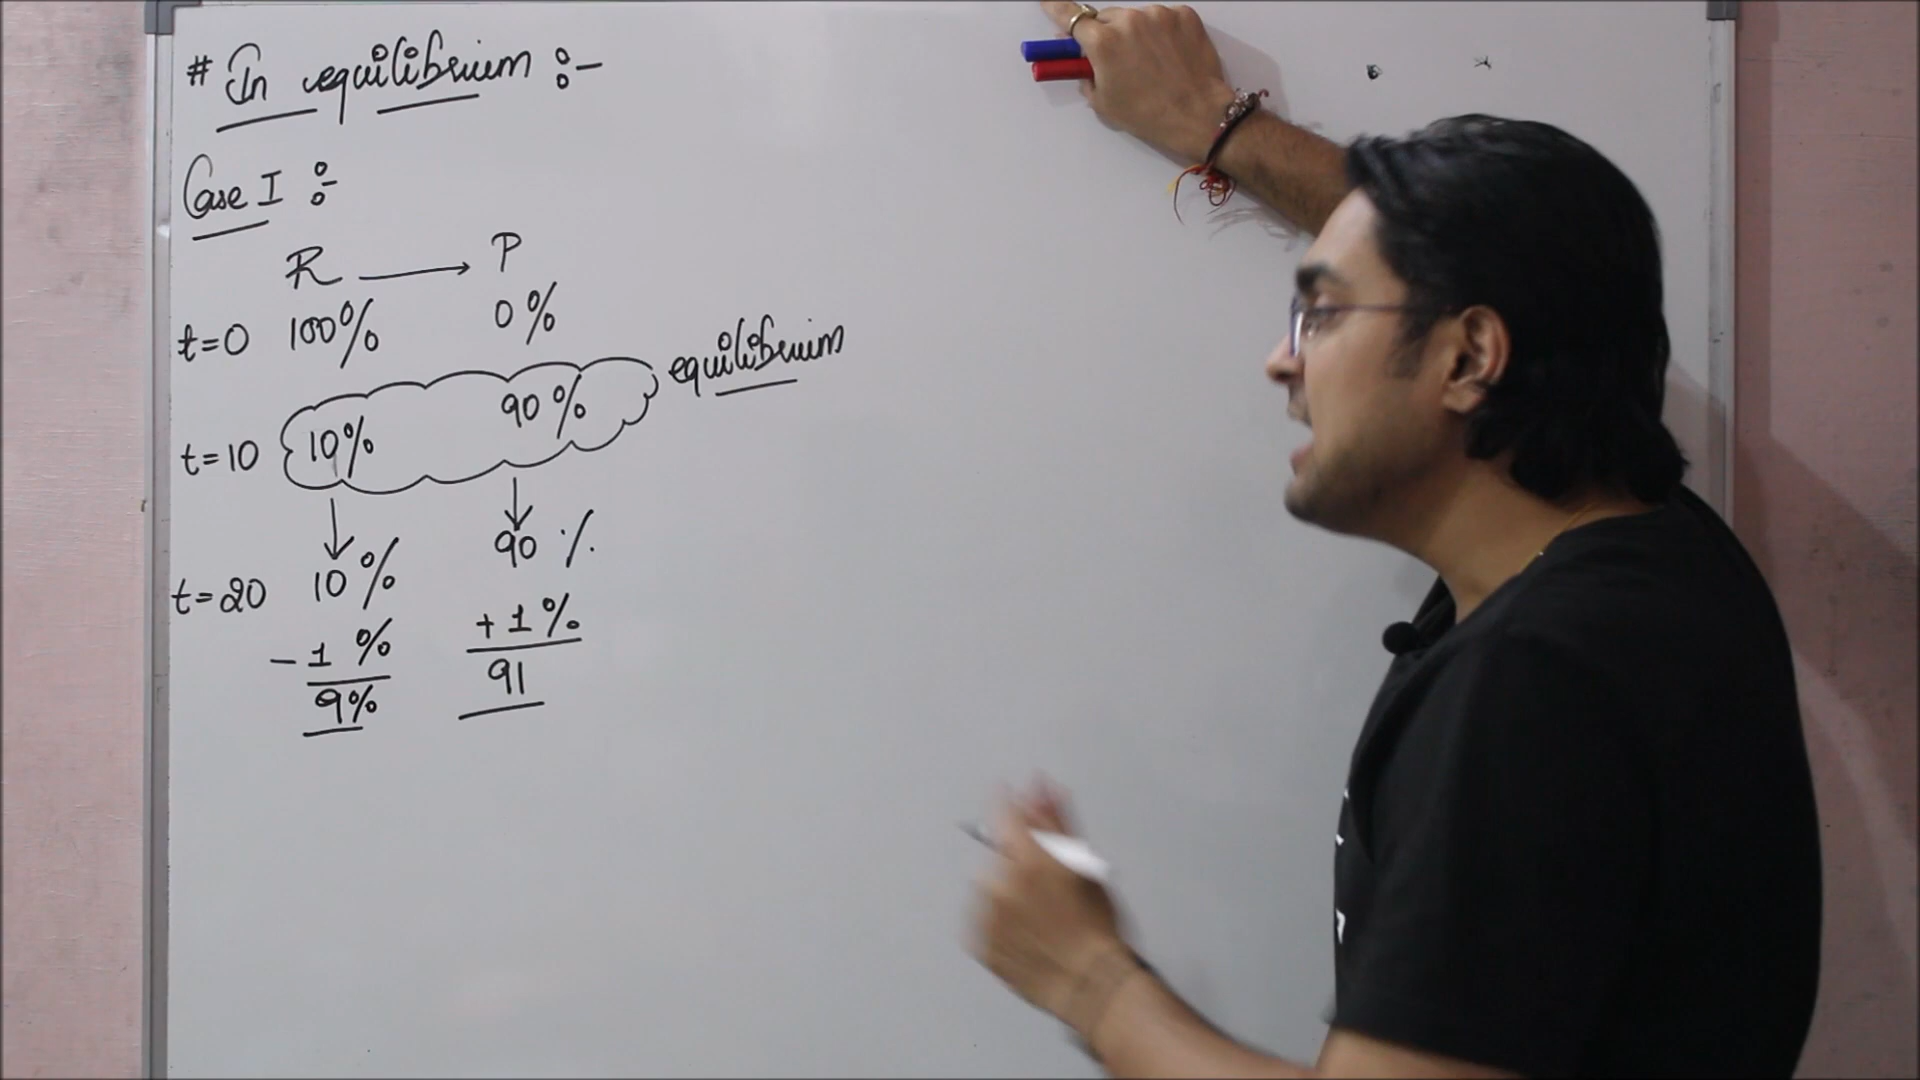 # In equilibrium :-
Case I :-
R → P
t=0 100% 0%
equilibrium
t=10 10% 90%
t=20 10% 90 %
- 1 % + 1%
9% 91